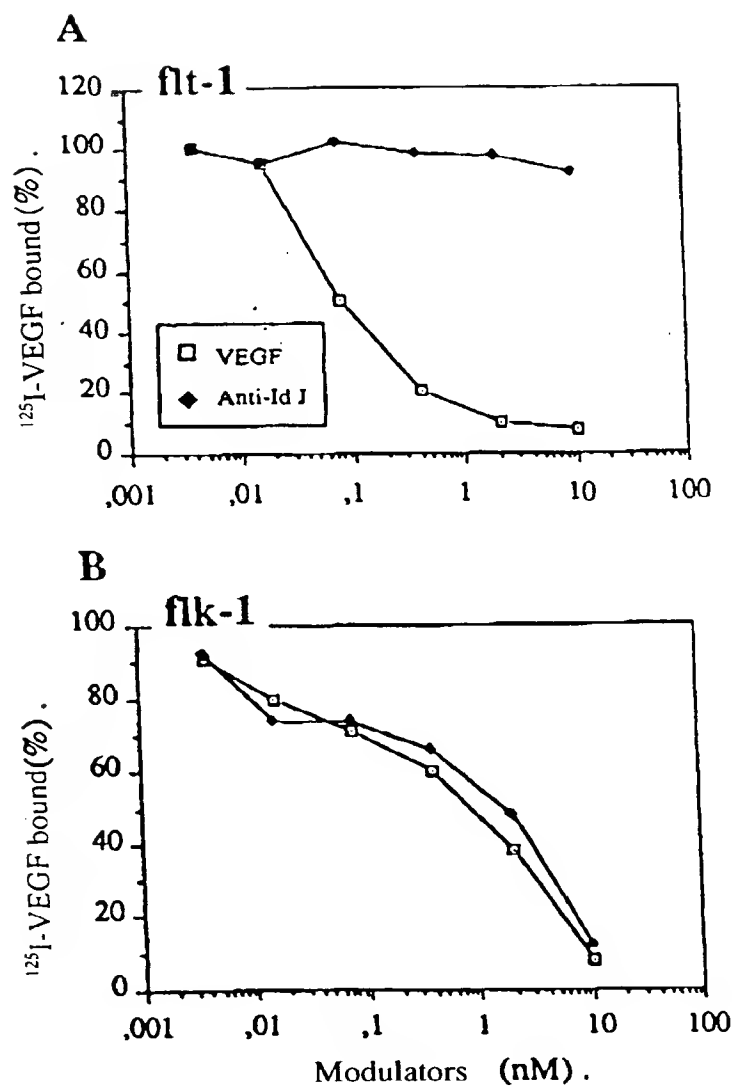 A
flt-1
120
100
80
60
40
20
0
¹²⁵I-VEGF bound(%).
VEGF
Anti-Id J
,001 ,01 ,1 1 10 100
B
flk-1
100
80
60
40
20
0
¹²⁵I-VEGF bound(%).
,001 ,01 ,1 1 10 100
Modulators (nM).